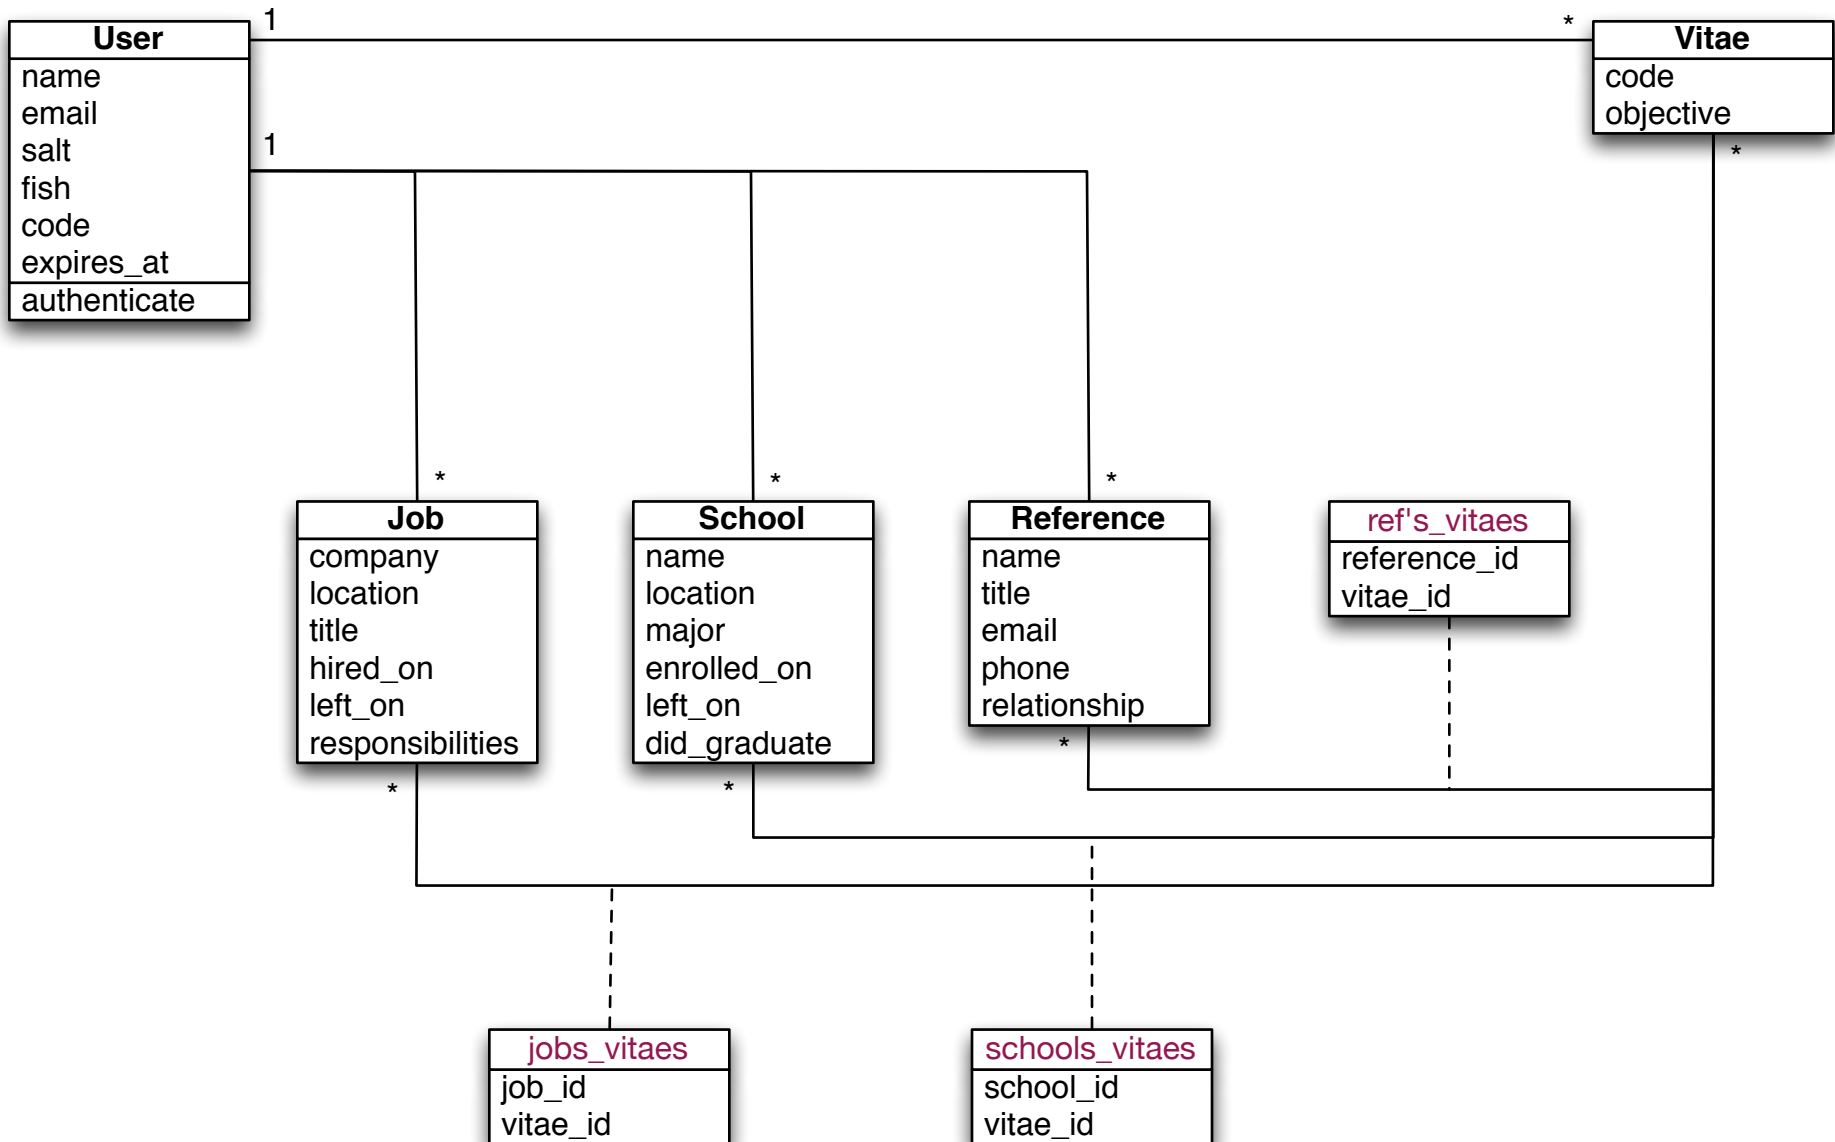 1
*
User
name
email
salt
fish
code
expires_at
authenticate
Vitae
code
objective
1
*
*
*
*
Job
company
location
title
hired_on
left_on
responsibilities
School
name
location
major
enrolled_on
left_on
did_graduate
Reference
name
title
email
phone
relationship
ref's_vitaes
reference_id
vitae_id
*
*
*
jobs_vitaes
job_id
vitae_id
schools_vitaes
school_id
vitae_id